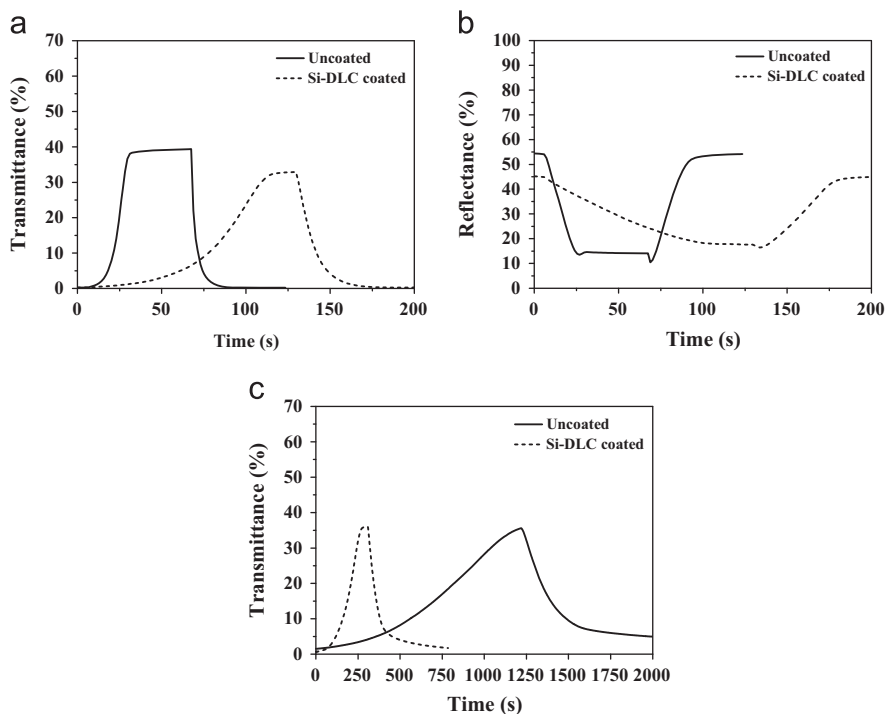 a
70
60
50
40
30
20
10
0
Transmittance (%)
Uncoated
Si-DLC coated
0 50 100 150 200
Time (s)
b
100
90
80
70
60
50
40
30
20
10
0
Reflectance (%)
Uncoated
Si-DLC coated
0 50 100 150 200
Time (s)
c
70
60
50
40
30
20
10
0
Transmittance (%)
Uncoated
Si-DLC coated
0 250 500 750 1000 1250 1500 1750 2000
Time (s)